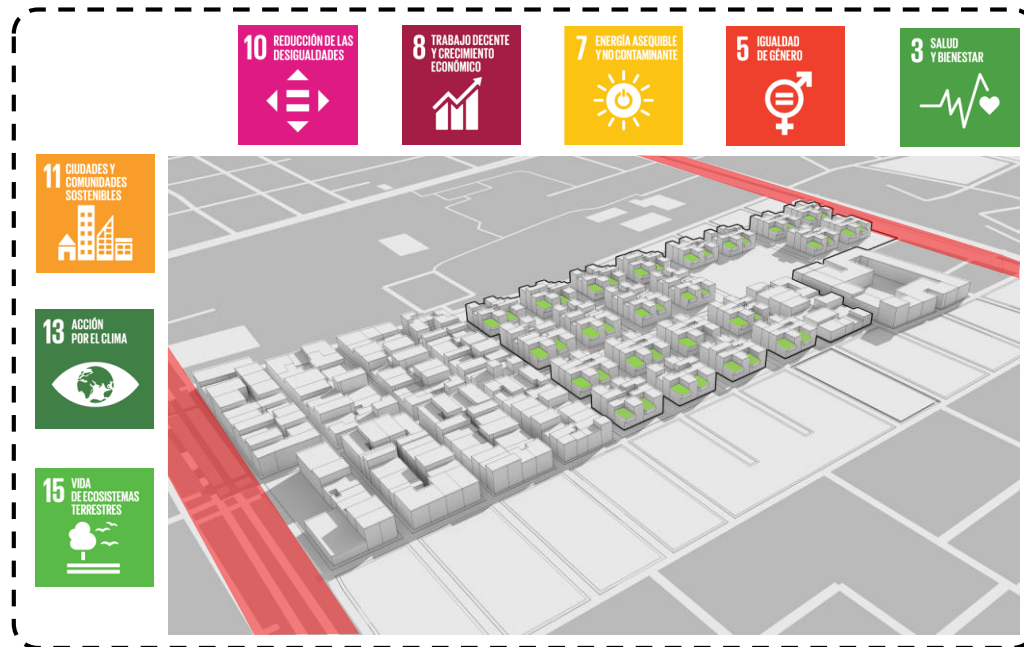 10 REDUCCIÓN DE LAS
DESIGUALDADES
8 TRABAJO DECENTE
Y CRECIMIENTO
ECONÓMICO
7 ENERGÍA ASEQUIBLE
Y NO CONTAMINANTE
5 IGUALDAD
DE GÉNERO
3 SALUD
Y BIENESTAR
11 CIUDADES Y
COMUNIDADES
SOSTENIBLES
13 ACCIÓN
POR EL CLIMA
15 VIDA
DE ECOSISTEMAS
TERRESTRES